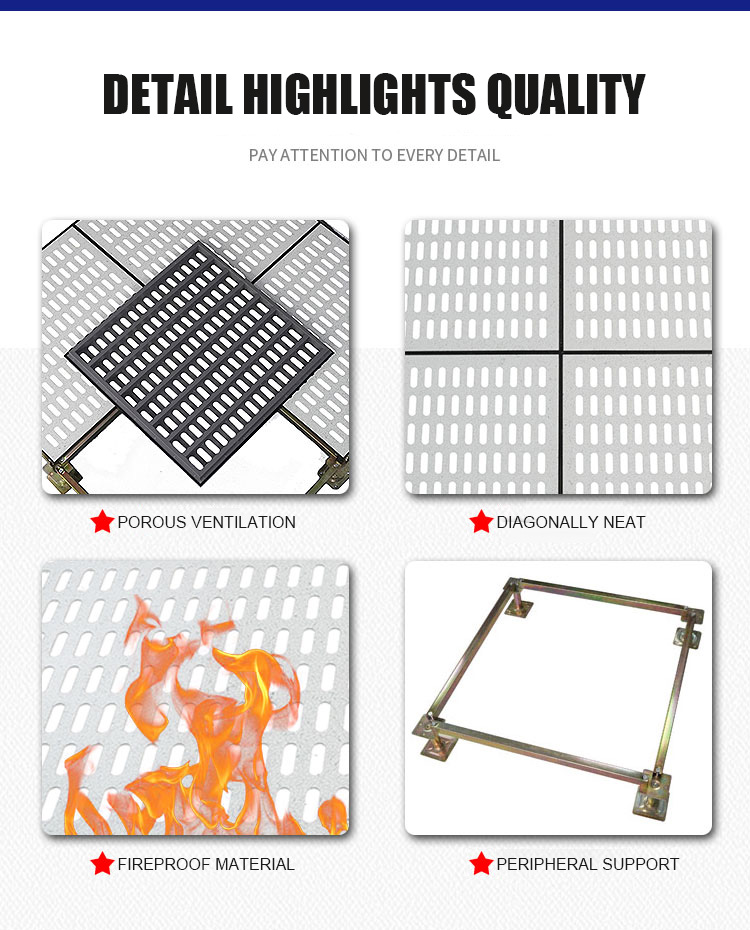 DETAIL HIGHLIGHTS QUALITY
PAY ATTENTION TO EVERY DETAIL
POROUS VENTILATION
DIAGONALLY NEAT
FIREPROOF MATERIAL
PERIPHERAL SUPPORT